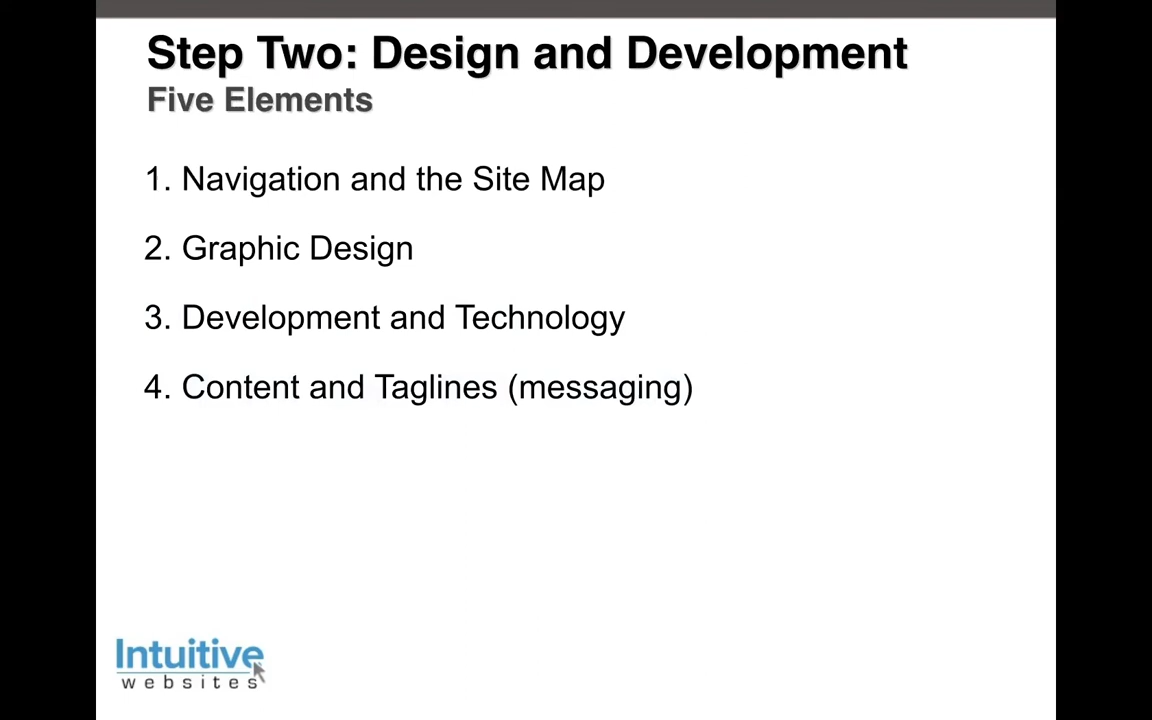 Step Two: Design and Development
Five Elements
1. Navigation and the Site Map
2. Graphic Design
3. Development and Technology
4. Content and Taglines (messaging)
Intuitive
websites